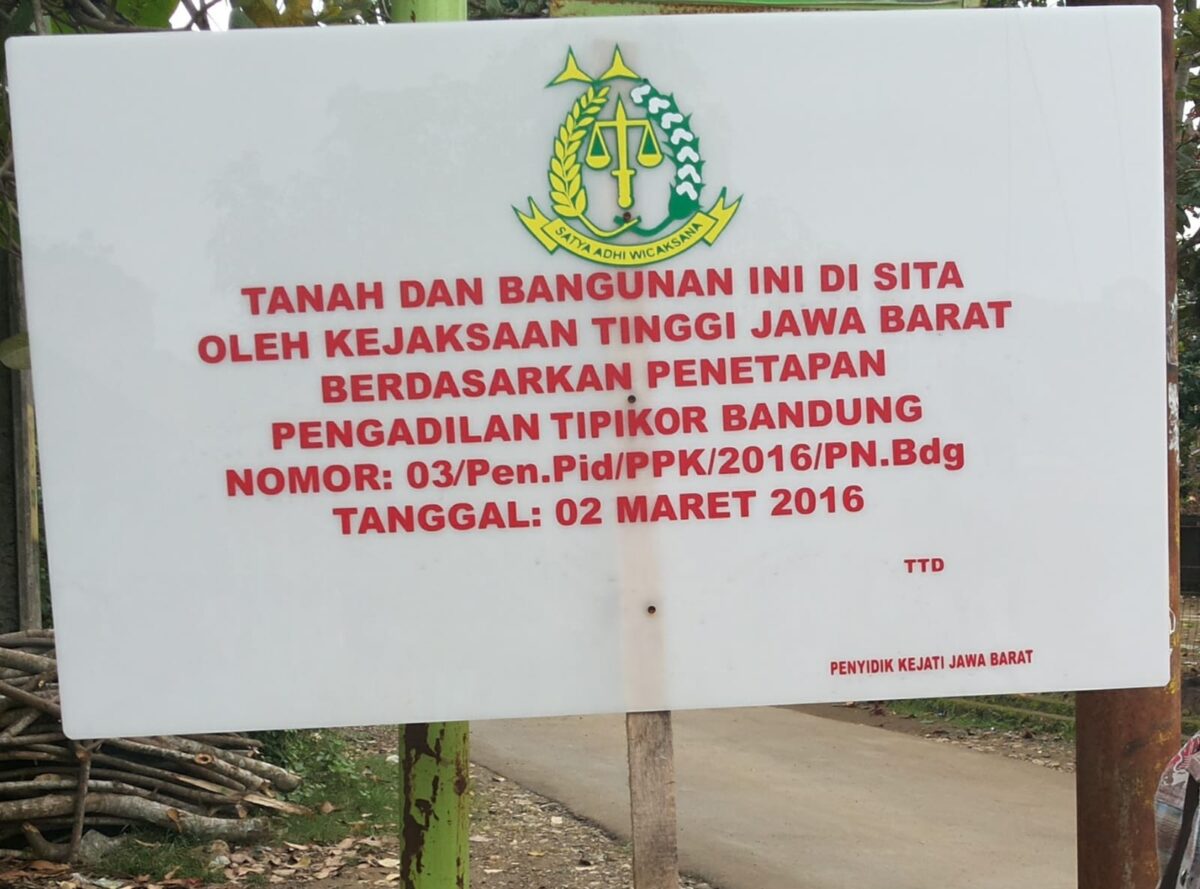 SATYA ADHI WICAKSANA
TANAH DAN BANGUNAN INI DI SITA
OLEH KEJAKSAAN TINGGI JAWA BARAT
BERDASARKAN PENETAPAN
PENGADILAN TIPIKOR BANDUNG
NOMOR: 03/Pen.Pid/PPK/2016/PN.Bdg
TANGGAL: 02 MARET 2016
TTD
PENYIDIK KEJATI JAWA BARAT